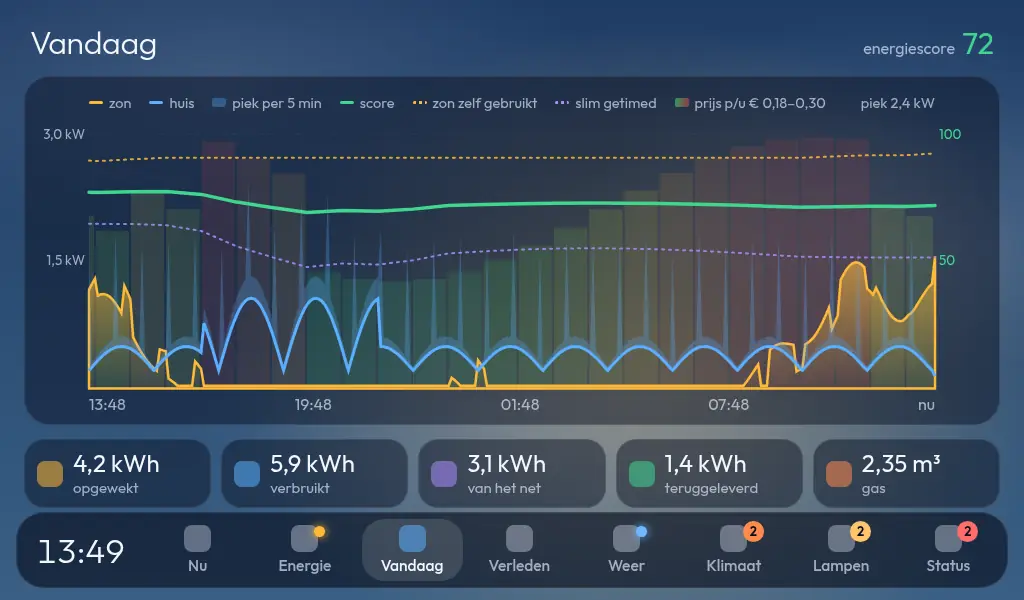 Vandaag
energiescore 72
zon huis piek per 5 min score zon zelf gebruikt slim getimed prijs p/u € 0,18–0,30 piek 2,4 kW
3,0 kW 100
1,5 kW 50
13:48 19:48 01:48 07:48 nu
4,2 kWh 5,9 kWh 3,1 kWh 1,4 kWh 2,35 m³
opgewekt verbruikt van het net teruggeleverd gas
13:49
2 2 2
Nu Energie Vandaag Verleden Weer Klimaat Lampen Status